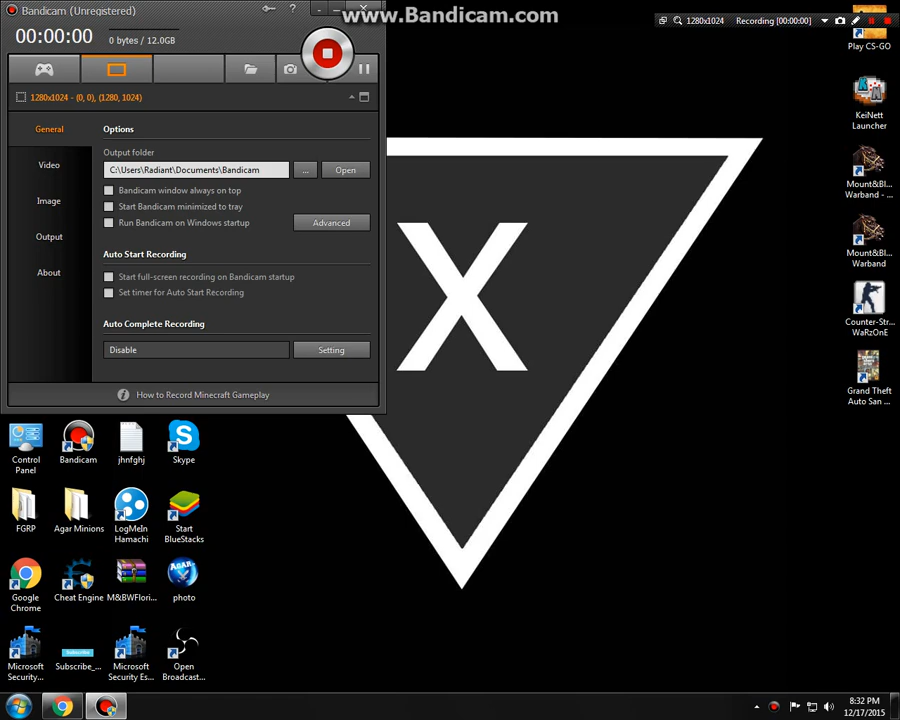 www.Bandicam.com
Bandicam (Unregistered)
00:00:00
0 bytes / 12.0GB
1280x1024
Recording [00:00:00]
1280x1024 - (0, 0), (1280, 1024)
General
Video
Image
Output
About
Options
Output folder
C:\Users\Radiant\Documents\Bandicam
...
Open
Bandicam window always on top
Start Bandicam minimized to tray
Run Bandicam on Windows startup
Advanced
Auto Start Recording
Start full-screen recording on Bandicam startup
Set timer for Auto Start Recording
Auto Complete Recording
Disable
Setting
How to Record Minecraft Gameplay
X
Play CS-GO
KeiNett
Launcher
Mount&Bl...
Warband - ...
Mount&Bl...
Warband
Counter-Str...
WaRzOnE
Grand Theft
Auto San ...
Control
Panel
Bandicam
jhnfghj
Skype
FGRP
Agar Minions
LogMeIn
Hamachi
Start
BlueStacks
Google
Chrome
Cheat Engine
M&BWFlori...
AGAR
photo
Microsoft
Security...
Subscribe_...
Microsoft
Security Es...
Open
Broadcast...
8:32 PM
12/17/2015